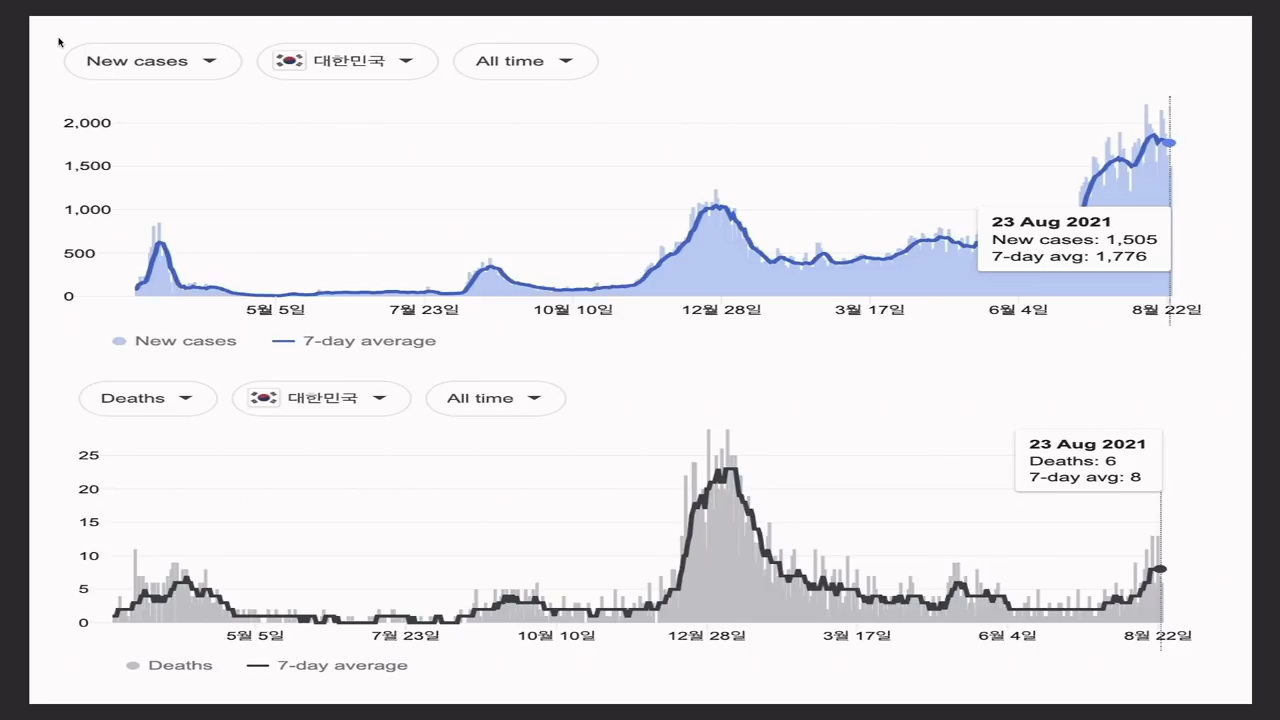 New cases 대한민국 All time
2,000
1,500
1,000
500
0
23 Aug 2021
New cases: 1,505
7-day avg: 1,776
5월 5일 7월 23일 10월 10일 12월 28일 3월 17일 6월 4일 8월 22일
New cases 7-day average
Deaths 대한민국 All time
25
20
15
10
5
0
23 Aug 2021
Deaths: 6
7-day avg: 8
5월 5일 7월 23일 10월 10일 12월 28일 3월 17일 6월 4일 8월 22일
Deaths 7-day average